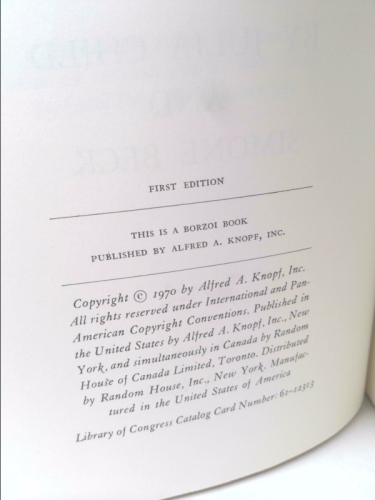 FIRST EDITION
THIS IS A BORZOI BOOK
PUBLISHED BY ALFRED A. KNOPF, INC.
Copyright © 1970 by Alfred A. Knopf, Inc.
All rights reserved under International and Pan-
American Copyright Conventions. Published in
the United States by Alfred A. Knopf, Inc., New
York, and simultaneously in Canada by Random
House of Canada Limited, Toronto. Distributed
by Random House, Inc., New York. Manufac-
tured in the United States of America
Library of Congress Catalog Card Number: 61-12313